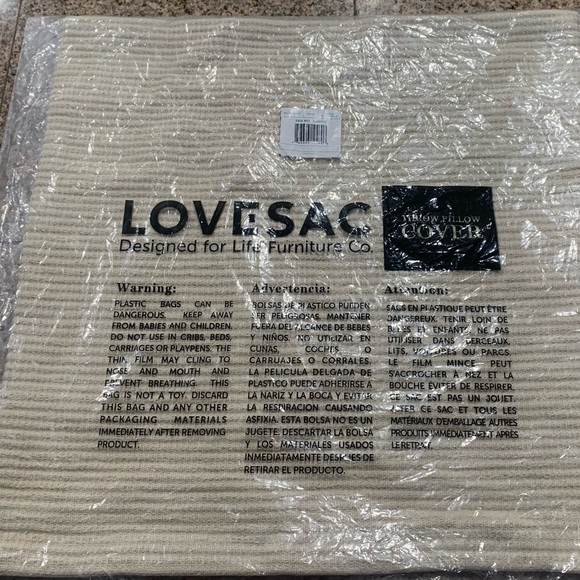 LOVESAC
Designed for Life Furniture Co.
THROW PILLOW
COVER
Warning:
PLASTIC BAGS CAN BE
DANGEROUS. KEEP AWAY
FROM BABIES AND CHILDREN.
DO NOT USE IN CRIBS, BEDS,
CARRIAGES OR PLAYPENS. THE
THIN FILM MAY CLING TO
NOSE AND MOUTH AND
PREVENT BREATHING. THIS
BAG IS NOT A TOY. DISCARD
THIS BAG AND ANY OTHER
PACKAGING MATERIALS
IMMEDIATELY AFTER REMOVING
PRODUCT.
Advertencia:
BOLSAS DE PLASTICO PUEDEN
SER PELIGROSAS. MANTENER
FUERA DEL ALCANCE DE BEBES
Y NIÑOS. NO UTILIZAR EN
CUNAS, COCHES, O
CARRUAJES, O CORRALES.
LA PELICULA DELGADA DE
PLASTICO PUEDE ADHERIRSE A
LA NARIZ Y LA BOCA Y EVITAR
LA RESPIRACION CAUSANDO
ASFIXIA. ESTA BOLSA NO ES UN
JUGETE. DESCARTAR LA BOLSA
Y LOS MATERIALES USADOS
INMEDIATAMENTE DESPUES DE
RETIRAR EL PRODUCTO.
Attention:
SACS EN PLASTIQUE PEUT ÊTRE
DANGEREUX. TENIR LOIN DE
BEBES ET ENFANTS. NE PAS
UTILISER DANS BERCEAUX,
LITS, VOITURES OU PARCS.
LE FILM MINCE PEUT
S'ACCROCHER A NEZ ET LA
BOUCHE ÉVITER DE RESPIRER.
CE SAC EST PAS UN JOUET.
JETER CE SAC ET TOUS LES
MATÉRIAUX D'EMBALLAGE AUTRES
PRODUITS IMMÉDIATEMENT APRÈS
LE RETRAIT.